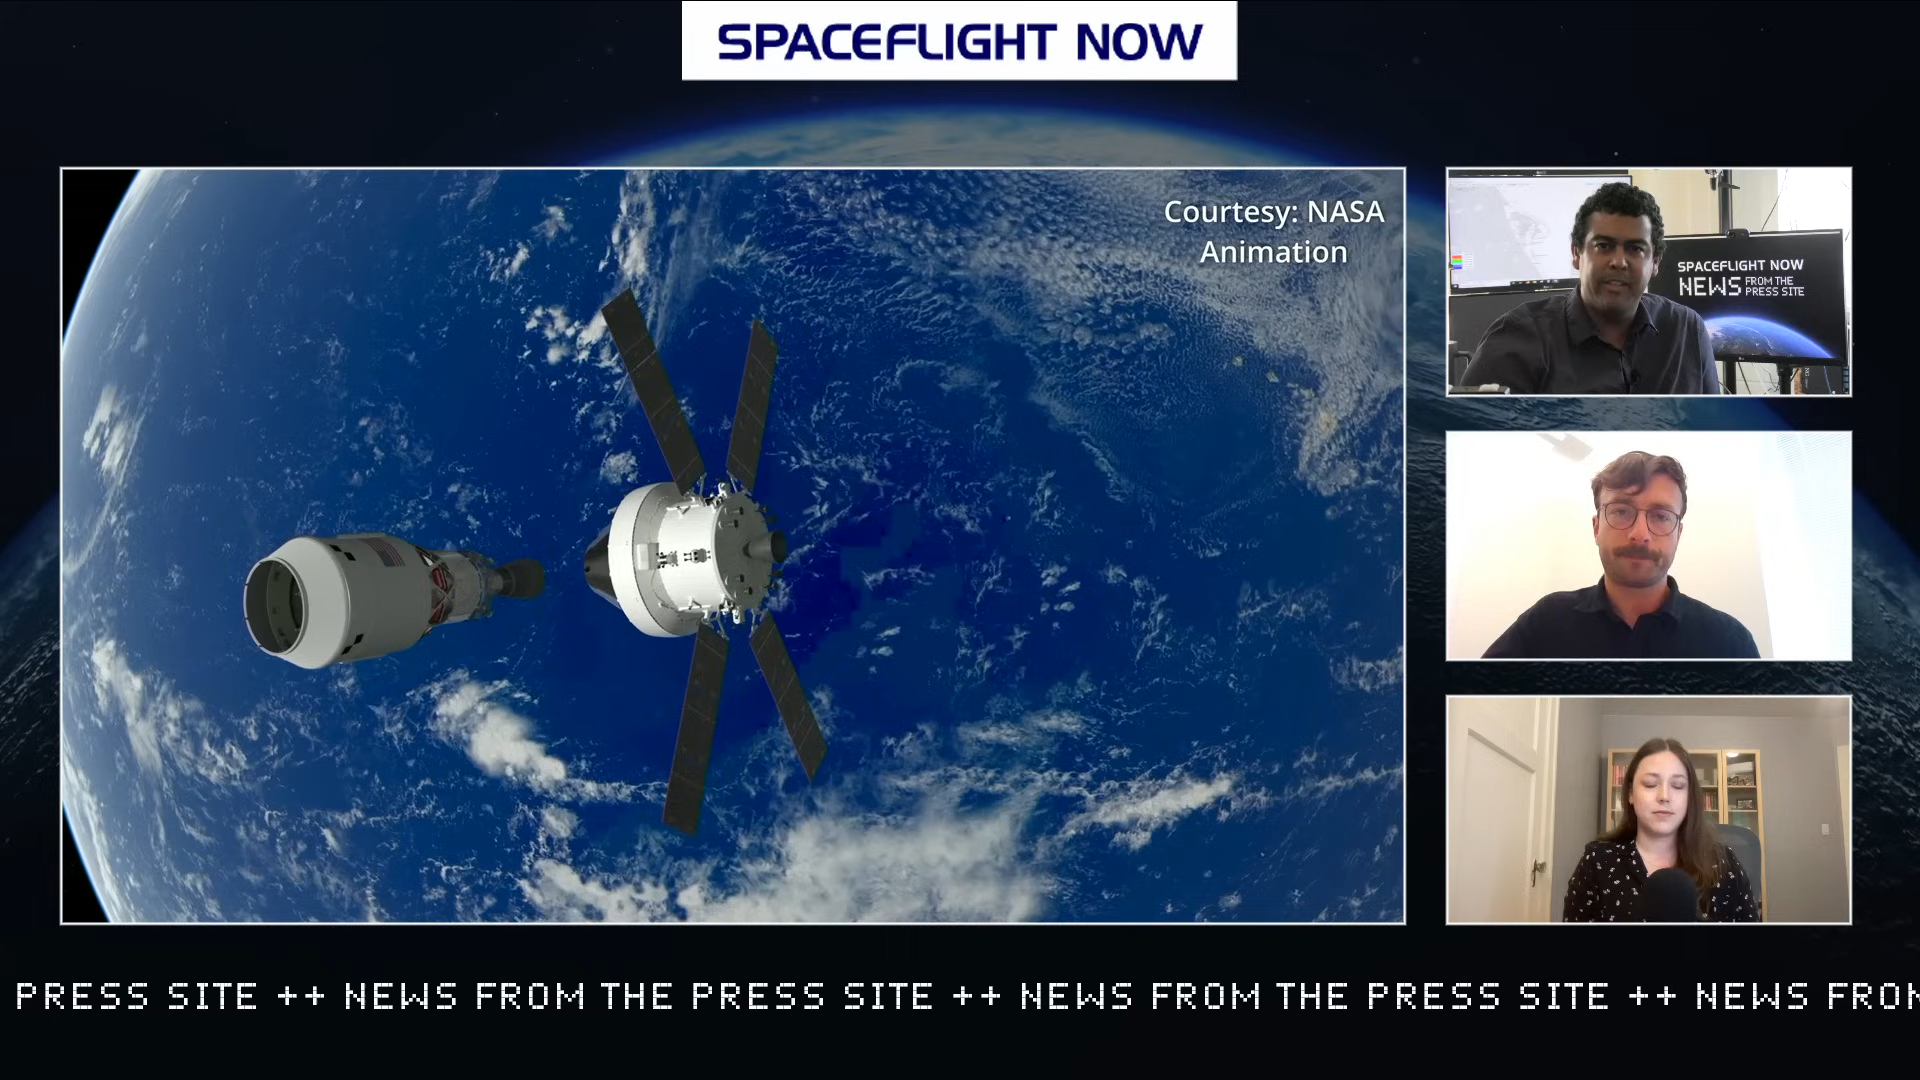 SPACEFLIGHT NOW
Courtesy: NASA
Animation
SPACEFLIGHT NOW
NEWS FROM THE
PRESS SITE
PRESS SITE ++ NEWS FROM THE PRESS SITE ++ NEWS FROM THE PRESS SITE ++ NEWS FROM